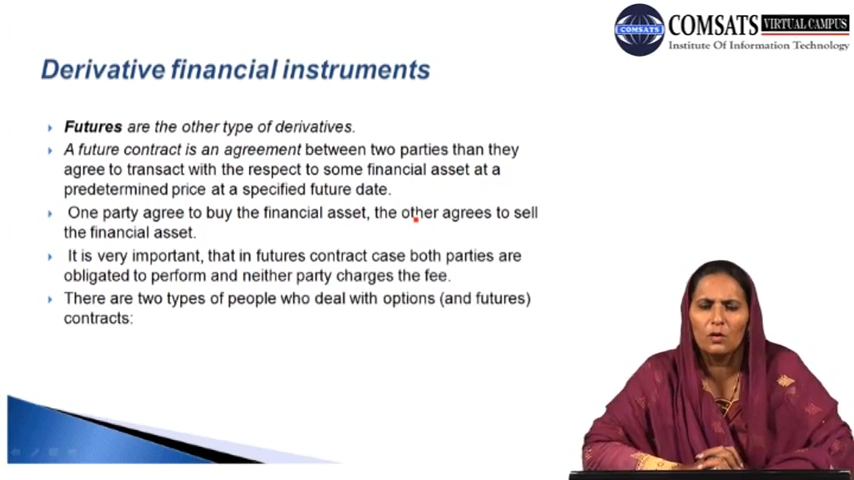 COMSATS VIRTUAL CAMPUS
COMSATS
Institute Of Information Technology
Derivative financial instruments
Futures are the other type of derivatives.
A future contract is an agreement between two parties than they
agree to transact with the respect to some financial asset at a
predetermined price at a specified future date.
One party agree to buy the financial asset, the other agrees to sell
the financial asset.
It is very important, that in futures contract case both parties are
obligated to perform and neither party charges the fee.
There are two types of people who deal with options (and futures)
contracts: